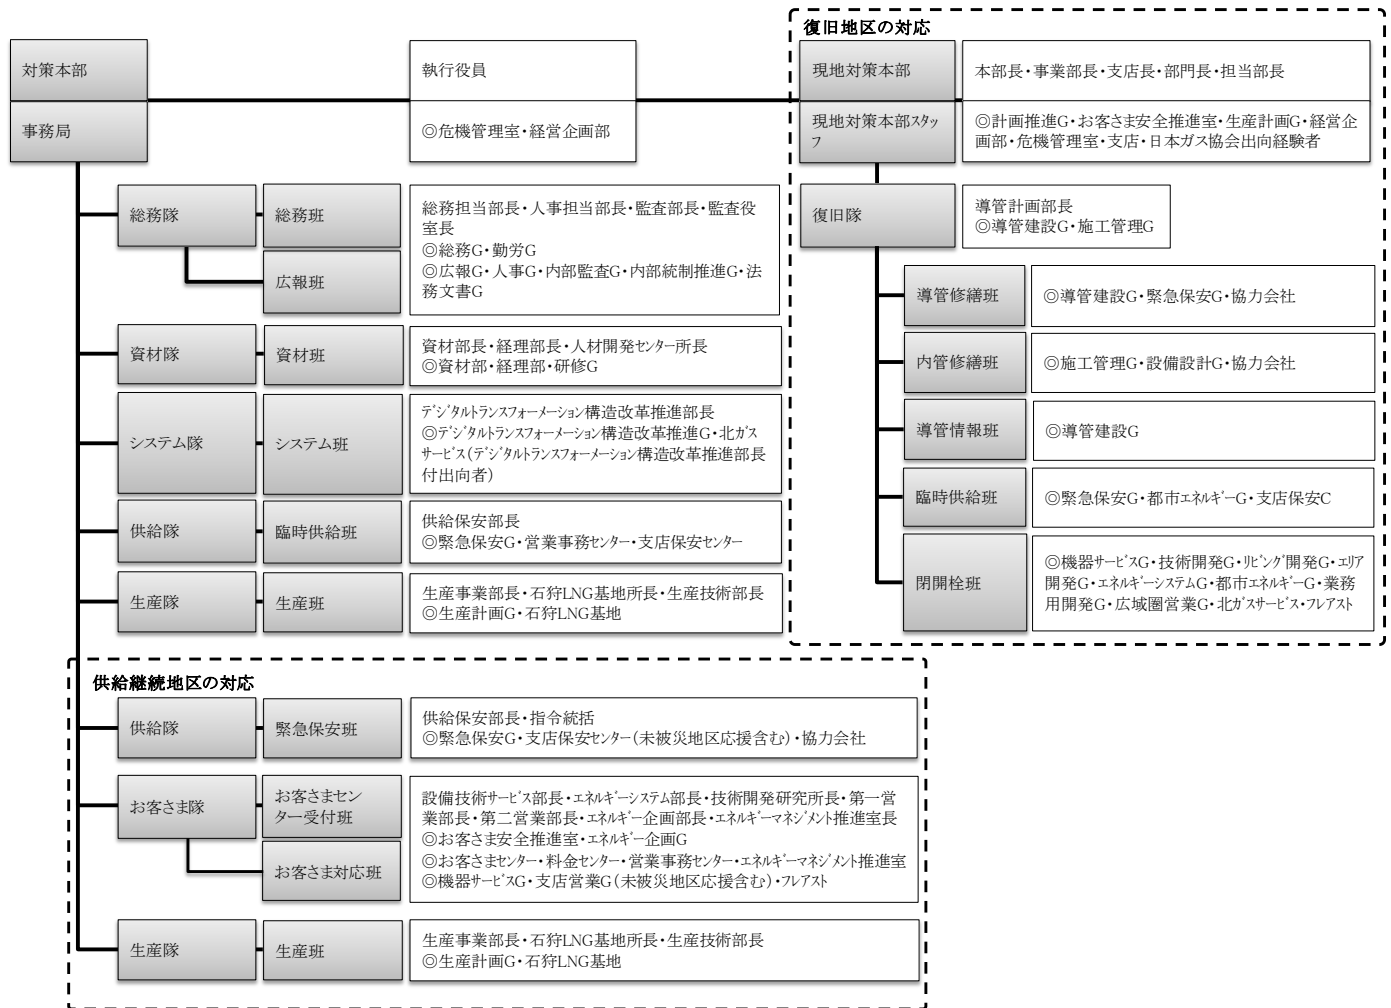 対策本部
事務局
執行役員
◎危機管理室・経営企画部
総務隊
総務班
広報班
総務担当部長・人事担当部長・監査部長・監査役
室長
◎総務G・勤労G
◎広報G・人事G・内部監査G・内部統制推進G・法
務文書G
資材隊
資材班
資材部長・経理部長・人材開発センター所長
◎資材部・経理部・研修G
システム隊
システム班
デジタルトランスフォーメーション構造改革推進部長
◎デジタルトランスフォーメーション構造改革推進G・北ガス
サービス(デジタルトランスフォーメーション構造改革推進部長
付出向者)
供給隊
臨時供給班
供給保安部長
◎緊急保安G・営業事務センター・支店保安センター
生産隊
生産班
生産事業部長・石狩LNG基地所長・生産技術部長
◎生産計画G・石狩LNG基地
復旧地区の対応
現地対策本部
本部長・事業部長・支店長・部門長・担当部長
現地対策本部スタッ
フ
◎計画推進G・お客さま安全推進室・生産計画G・経営企
画部・危機管理室・支店・日本ガス協会出向経験者
復旧隊
導管計画部長
◎導管建設G・施工管理G
導管修繕班
◎導管建設G・緊急保安G・協力会社
内管修繕班
◎施工管理G・設備設計G・協力会社
導管情報班
◎導管建設G
臨時供給班
◎緊急保安G・都市エネルギーG・支店保安C
閉開栓班
◎機器サービスG・技術開発G・リビング開発G・エリア
開発G・エネルギーシステムG・都市エネルギーG・業務
用開発G・広域圏営業G・北ガスサービス・フレアスト
供給継続地区の対応
供給隊
緊急保安班
供給保安部長・指令統括
◎緊急保安G・支店保安センター(未被災地区応援含む)・協力会社
お客さま隊
お客さまセン
ター受付班
お客さま対応班
設備技術サービス部長・エネルギーシステム部長・技術開発研究所長・第一営
業部長・第二営業部長・エネルギー企画部長・エネルギーマネジメント推進室長
◎お客さま安全推進室・エネルギー企画G
◎お客さまセンター・料金センター・営業事務センター・エネルギーマネジメント推進室
◎機器サービスG・支店営業G(未被災地区応援含む)・フレアスト
生産隊
生産班
生産事業部長・石狩LNG基地所長・生産技術部長
◎生産計画G・石狩LNG基地